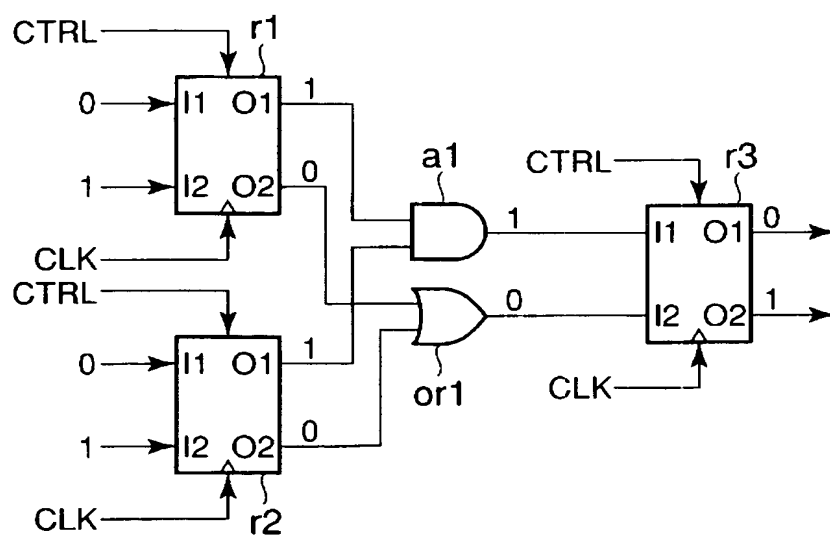 CTRL r1
0 I1 O1 1
1 I2 O2 0
CLK
a1
1
CTRL r3
I1 O1 0
I2 O2 1
CLK
0
or1
CTRL
0 I1 O1 1
1 I2 O2 0
CLK r2